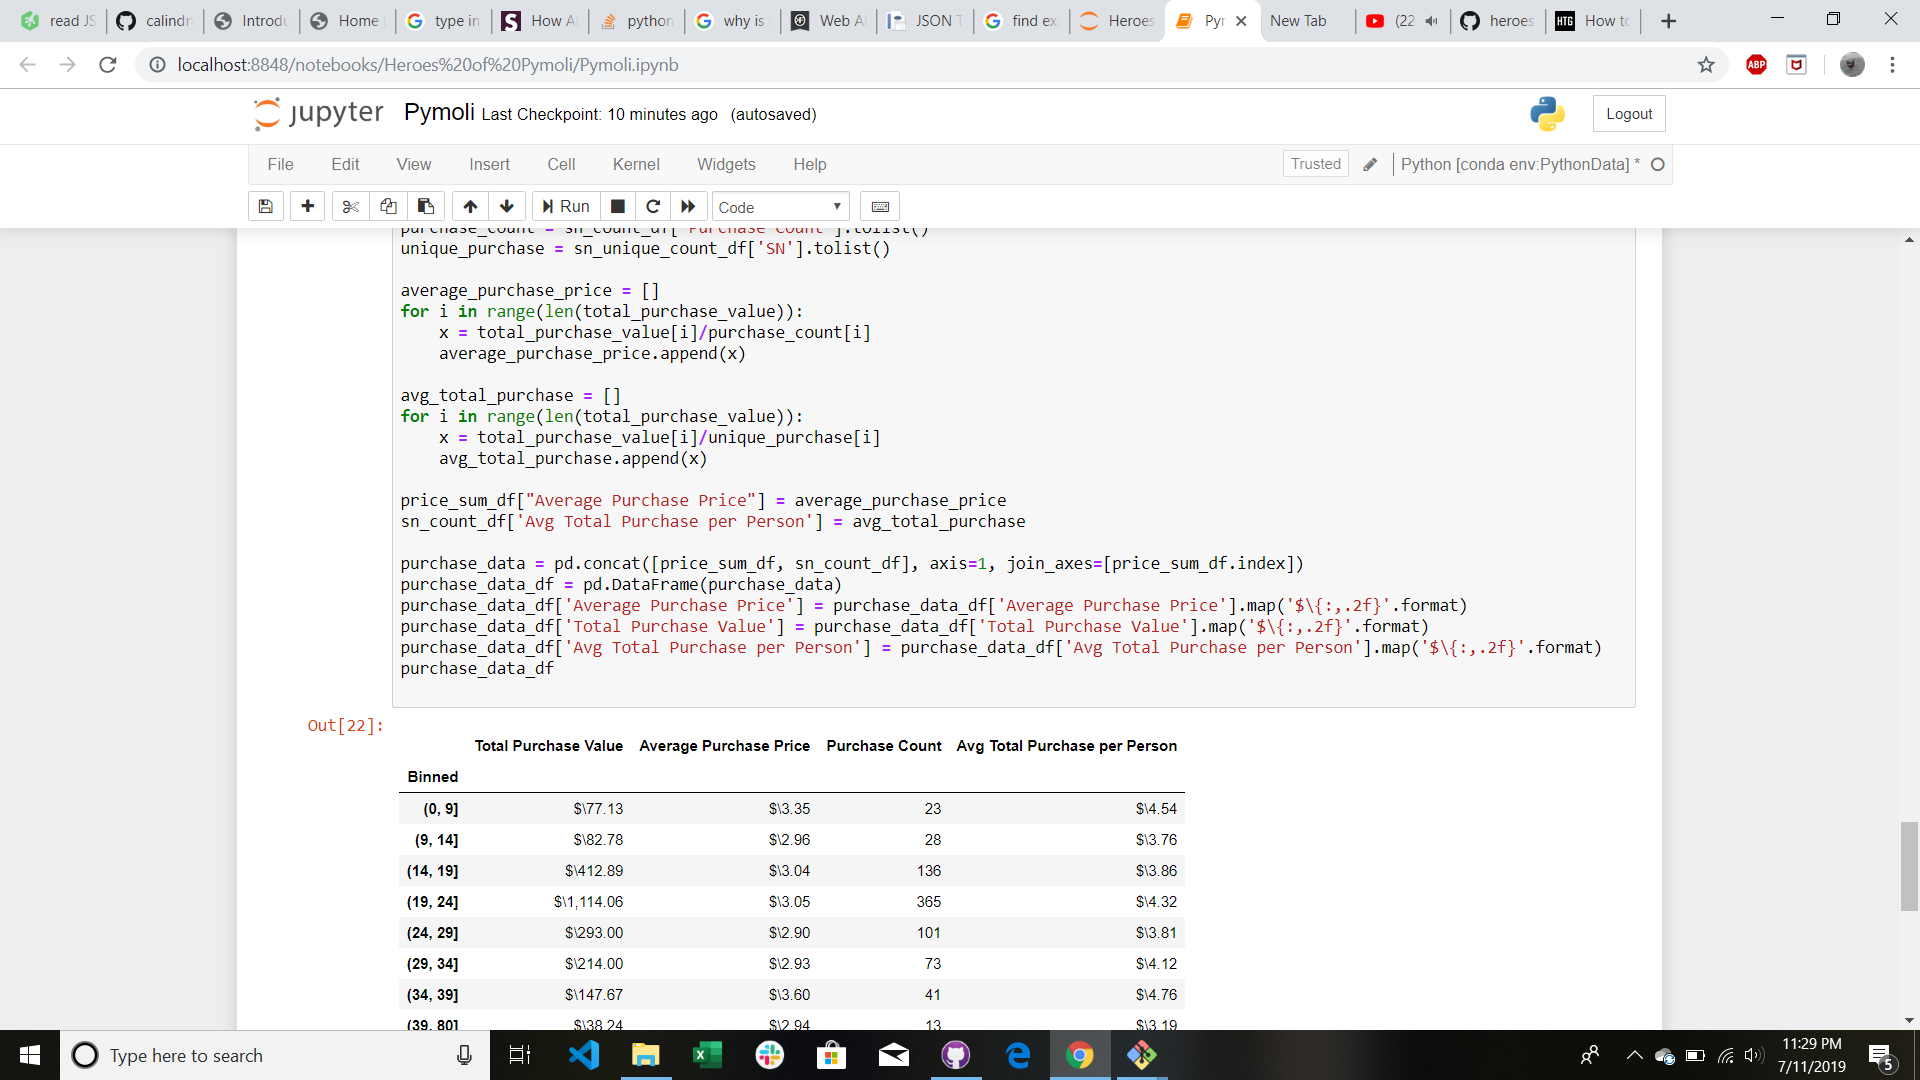 read JS
calindn
Introdu
Home
type in
How A
python
why is
Web A
JSON T
find ex
Heroes
Pyr
New Tab
(22
heroes
HTG How to
localhost:8848/notebooks/Heroes%20of%20Pymoli/Pymoli.ipynb
ABP
jupyter Pymoli Last Checkpoint: 10 minutes ago (autosaved)
Logout
File Edit View Insert Cell Kernel Widgets Help
Trusted Python [conda env:PythonData] *
Run Code
purchase_count = sn_count_df['Purchase Count'].tolist()
unique_purchase = sn_unique_count_df['SN'].tolist()
average_purchase_price = []
for i in range(len(total_purchase_value)):
    x = total_purchase_value[i]/purchase_count[i]
    average_purchase_price.append(x)
avg_total_purchase = []
for i in range(len(total_purchase_value)):
    x = total_purchase_value[i]/unique_purchase[i]
    avg_total_purchase.append(x)
price_sum_df["Average Purchase Price"] = average_purchase_price
sn_count_df['Avg Total Purchase per Person'] = avg_total_purchase
purchase_data = pd.concat([price_sum_df, sn_count_df], axis=1, join_axes=[price_sum_df.index])
purchase_data_df = pd.DataFrame(purchase_data)
purchase_data_df['Average Purchase Price'] = purchase_data_df['Average Purchase Price'].map('$\{:,.2f}'.format)
purchase_data_df['Total Purchase Value'] = purchase_data_df['Total Purchase Value'].map('$\{:,.2f}'.format)
purchase_data_df['Avg Total Purchase per Person'] = purchase_data_df['Avg Total Purchase per Person'].map('$\{:,.2f}'.format)
purchase_data_df
Out[22]:
Total Purchase Value Average Purchase Price Purchase Count Avg Total Purchase per Person
Binned
(0, 9] $\77.13 $\3.35 23 $\4.54
(9, 14] $\82.78 $\2.96 28 $\3.76
(14, 19] $\412.89 $\3.04 136 $\3.86
(19, 24] $\1,114.06 $\3.05 365 $\4.32
(24, 29] $\293.00 $\2.90 101 $\3.81
(29, 34] $\214.00 $\2.93 73 $\4.12
(34, 39] $\147.67 $\3.60 41 $\4.76
(39, 80] $\38.24 $\2.94 13 $\3.19
Type here to search
11:29 PM
7/11/2019
5